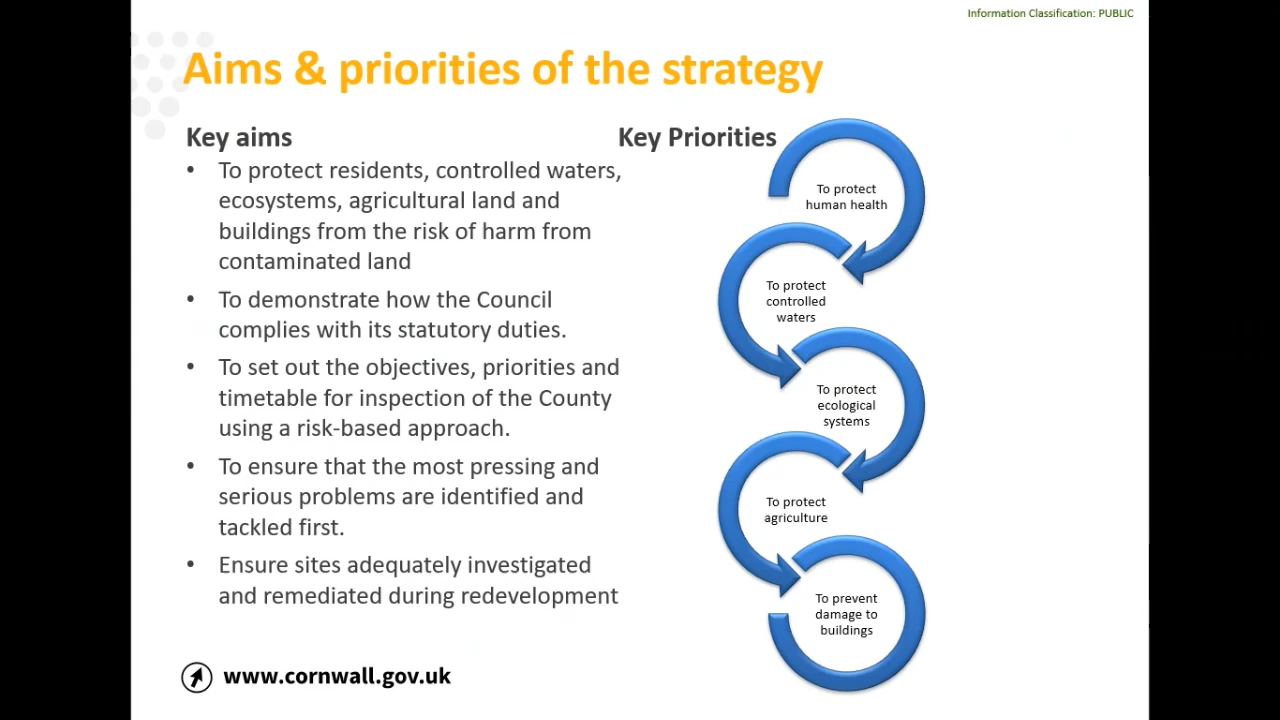 Information Classification: PUBLIC
Aims & priorities of the strategy
Key aims
• To protect residents, controlled waters,
ecosystems, agricultural land and
buildings from the risk of harm from
contaminated land
• To demonstrate how the Council
complies with its statutory duties.
• To set out the objectives, priorities and
timetable for inspection of the County
using a risk-based approach.
• To ensure that the most pressing and
serious problems are identified and
tackled first.
• Ensure sites adequately investigated
and remediated during redevelopment
Key Priorities
To protect
human health
To protect
controlled
waters
To protect
ecological
systems
To protect
agriculture
To prevent
damage to
buildings
www.cornwall.gov.uk